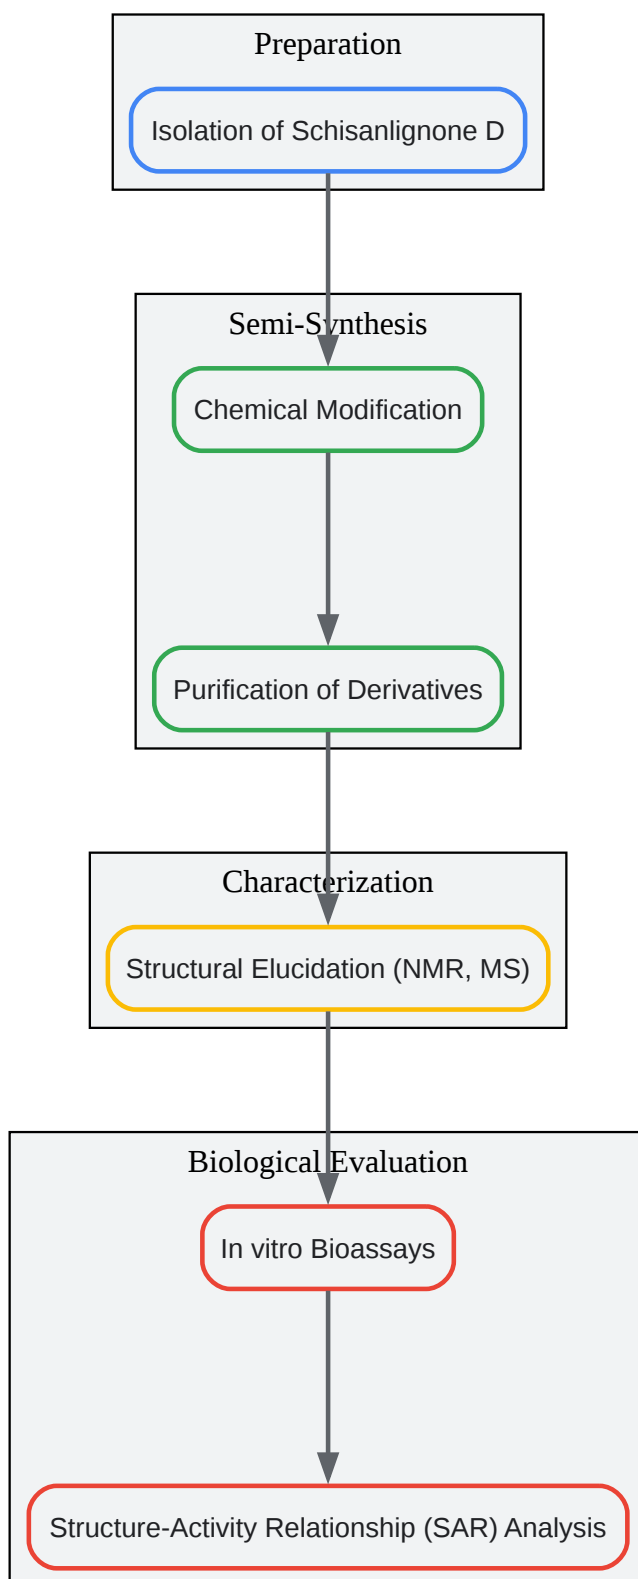 Preparation
Isolation of Schisanlignone D
Semi-Synthesis
Chemical Modification
Purification of Derivatives
Characterization
Structural Elucidation (NMR, MS)
Biological Evaluation
In vitro Bioassays
Structure-Activity Relationship (SAR) Analysis